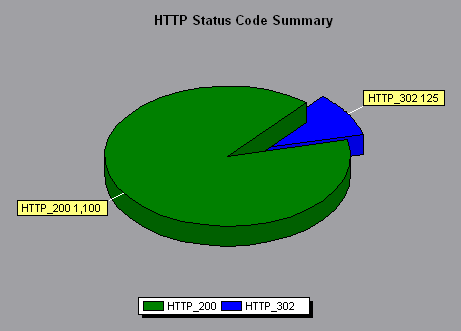 HTTP Status Code Summary
HTTP_302 125
HTTP_200 1,100
HTTP_200 HTTP_302